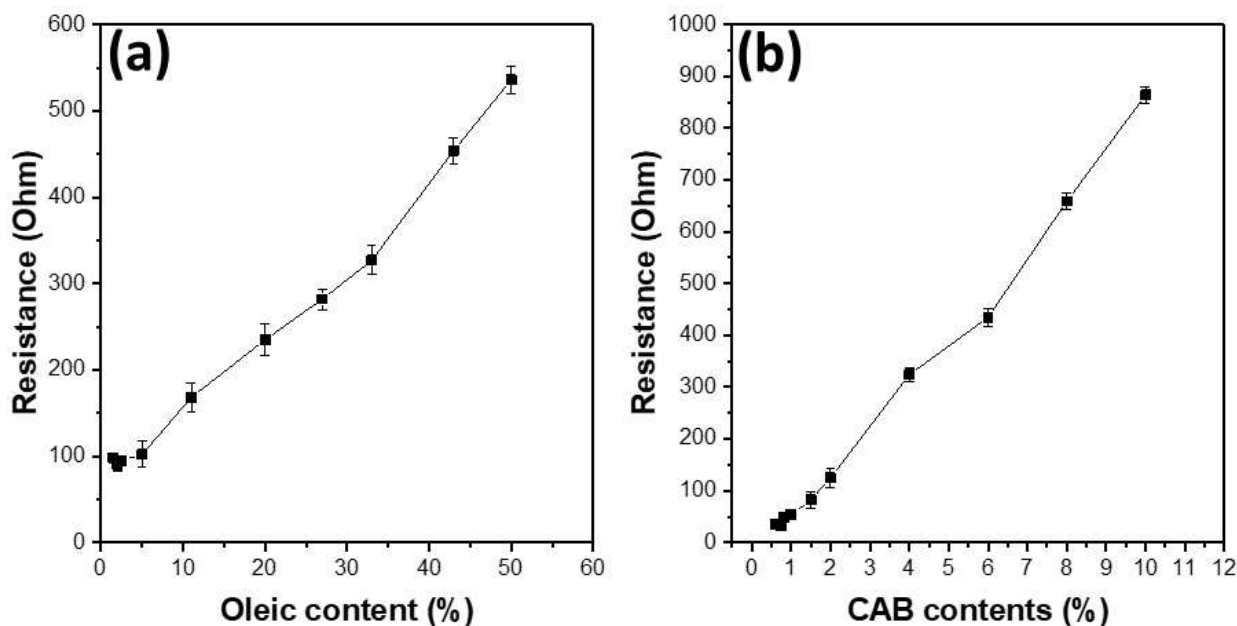 (a)
600
500
400
300
200
100
0
Resistance (Ohm)
0 10 20 30 40 50 60
Oleic content (%)
(b)
1000
900
800
700
600
500
400
300
200
100
0
Resistance (Ohm)
0 1 2 3 4 5 6 7 8 9 10 11 12
CAB contents (%)